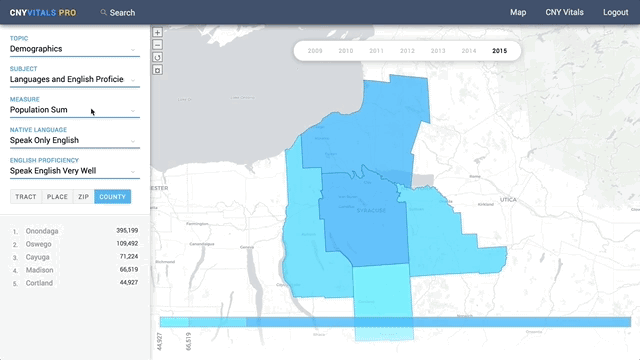 CNYVITALS PRO
Search
Map
CNY Vitals
Logout
TOPIC
Demographics
SUBJECT
Languages and English Proficie
MEASURE
Population Sum
NATIVE LANGUAGE
Speak Only English
ENGLISH PROFICIENCY
Speak English Very Well
TRACT PLACE ZIP COUNTY
1. Onondaga 395,199
2. Oswego 109,492
3. Cayuga 71,224
4. Madison 66,519
5. Cortland 44,927
2009 2010 2011 2012 2013 2014 2015
ESTER
SYRACUSE
UTICA
44,927
66,519